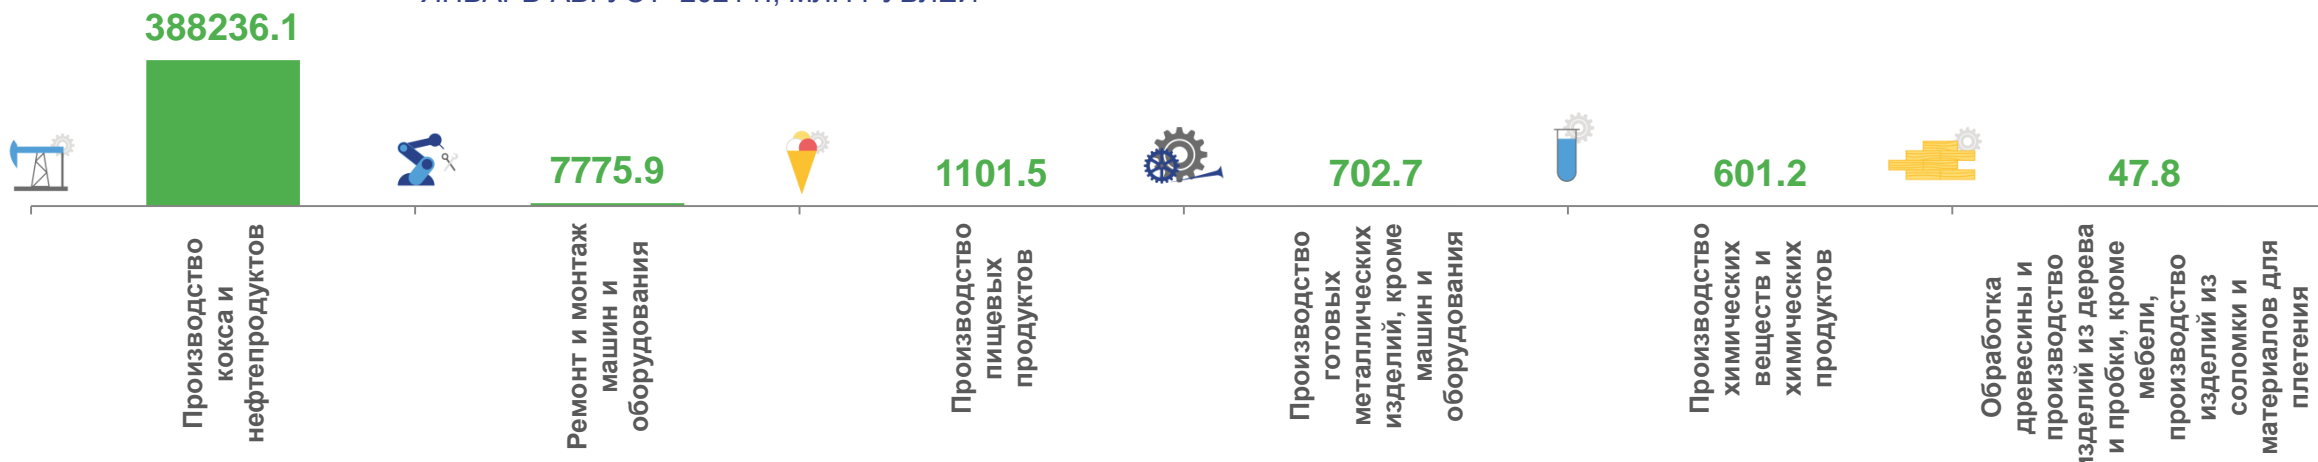 388236.1
7775.9
1101.5
702.7
601.2
47.8
Производство
кокса и
нефтепродуктов
Ремонт и монтаж
машин и
оборудования
Производство
пищевых
продуктов
Производство
готовых
металлических
изделий, кроме
машин и
оборудования
Производство
химических
веществ и
химических
продуктов
Обработка
древесины и
производство
изделий из дерева
и пробки, кроме
мебели,
производство
изделий из
соломки и
материалов для
плетения